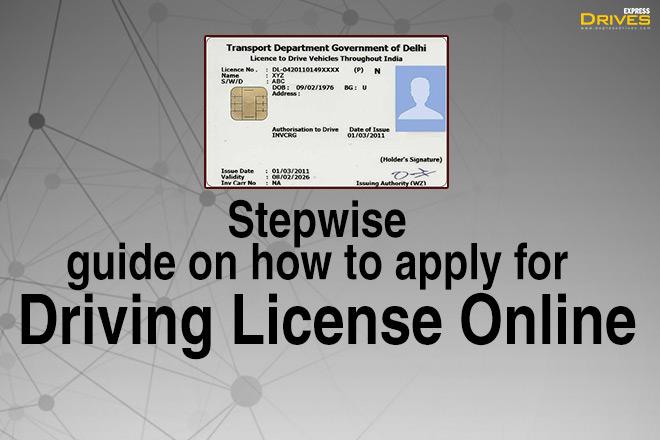 EXPRESS
DRIVES
www.expressdrives.com
Transport Department Government of Delhi
Licence to Drive Vehicles Throughout India
Licence No. : DL-0420110149XXXX (P) N
Name : XYZ
S/W/D : ABC
DOB: 09/02/1976 BG: U
Address:
Authorisation to Drive Date of Issue
INVCRG 01/03/2011
(Holder's Signature)
Issue Date : 01/03/2011
Validity : 08/02/2026
Inv Carr No : NA Issuing Authority (WZ)
Stepwise
guide on how to apply for
Driving License Online